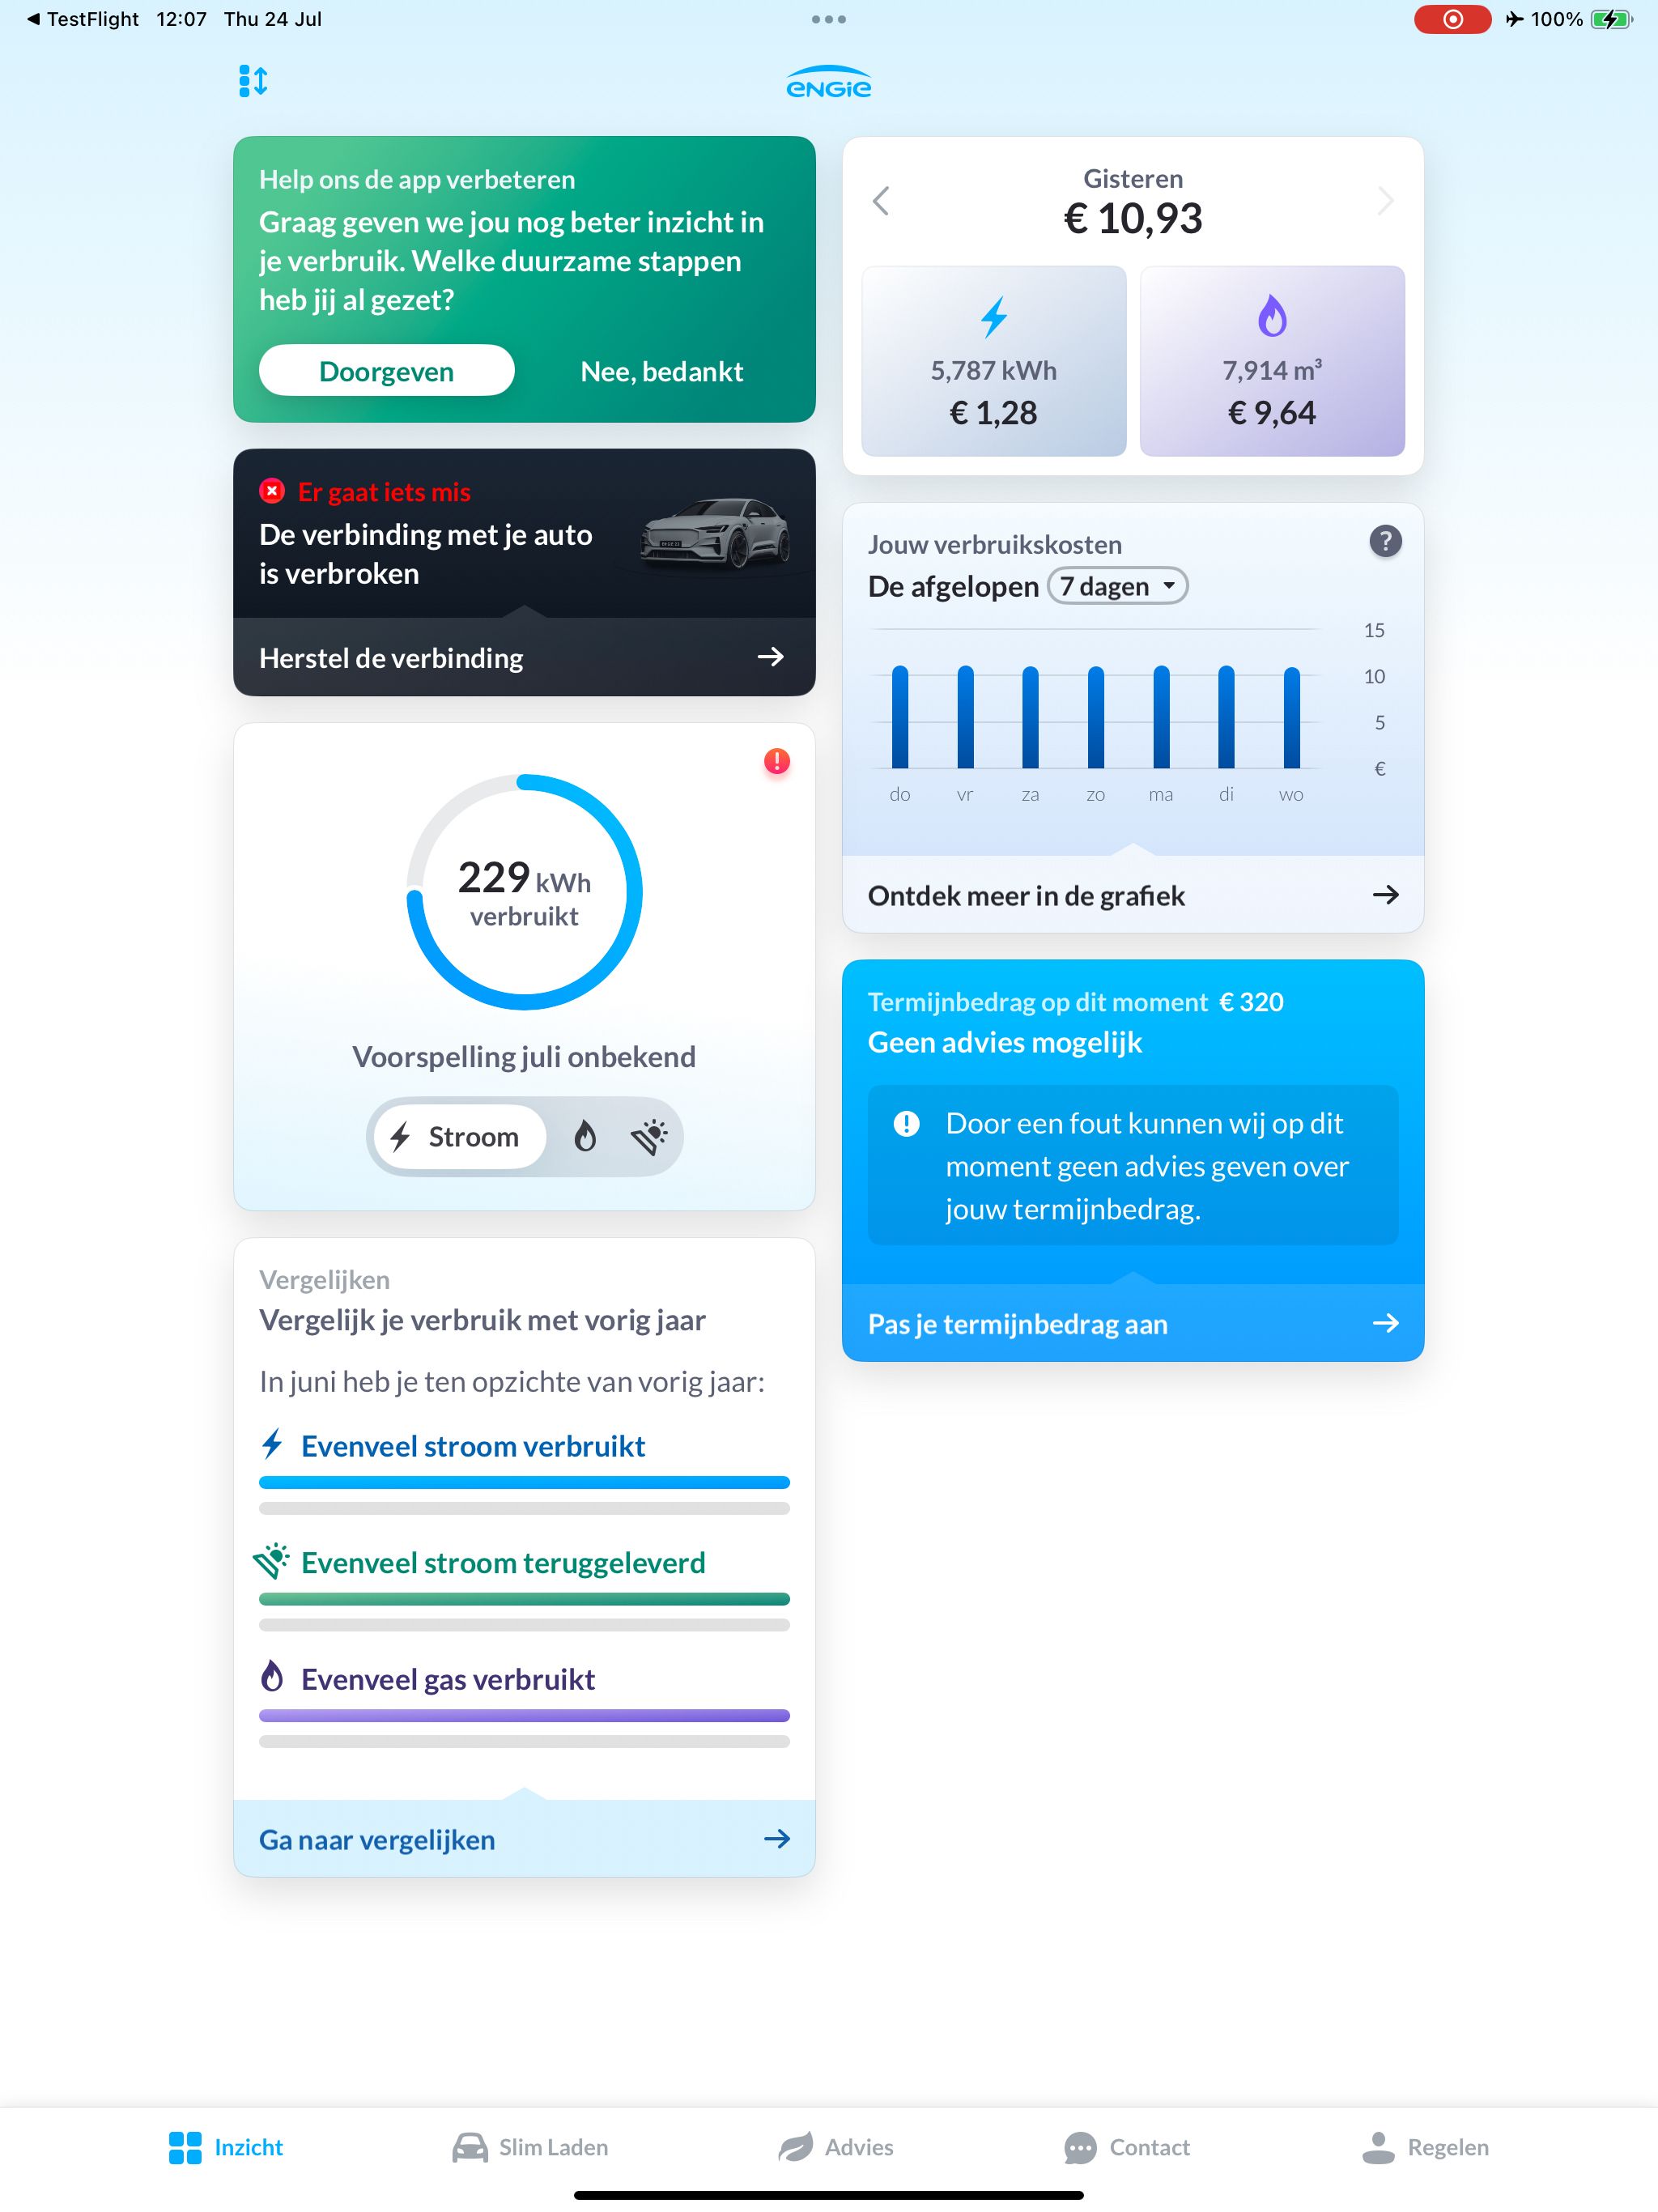 TestFlight 12:07 Thu 24 Jul
100%
ENGIE
Help ons de app verbeteren
Graag geven we jou nog beter inzicht in
je verbruik. Welke duurzame stappen
heb jij al gezet?
Doorgeven
Nee, bedankt
Er gaat iets mis
De verbinding met je auto
is verbroken
Herstel de verbinding
229 kWh
verbruikt
Voorspelling juli onbekend
Stroom
Vergelijken
Vergelijk je verbruik met vorig jaar
In juni heb je ten opzichte van vorig jaar:
Evenveel stroom verbruikt
Evenveel stroom teruggeleverd
Evenveel gas verbruikt
Ga naar vergelijken
Gisteren
€ 10,93
5,787 kWh
€ 1,28
7,914 m³
€ 9,64
Jouw verbruikskosten
?
De afgelopen 7 dagen
15
10
5
€
do vr za zo ma di wo
Ontdek meer in de grafiek
Termijnbedrag op dit moment € 320
Geen advies mogelijk
Door een fout kunnen wij op dit
moment geen advies geven over
jouw termijnbedrag.
Pas je termijnbedrag aan
Inzicht
Slim Laden
Advies
Contact
Regelen